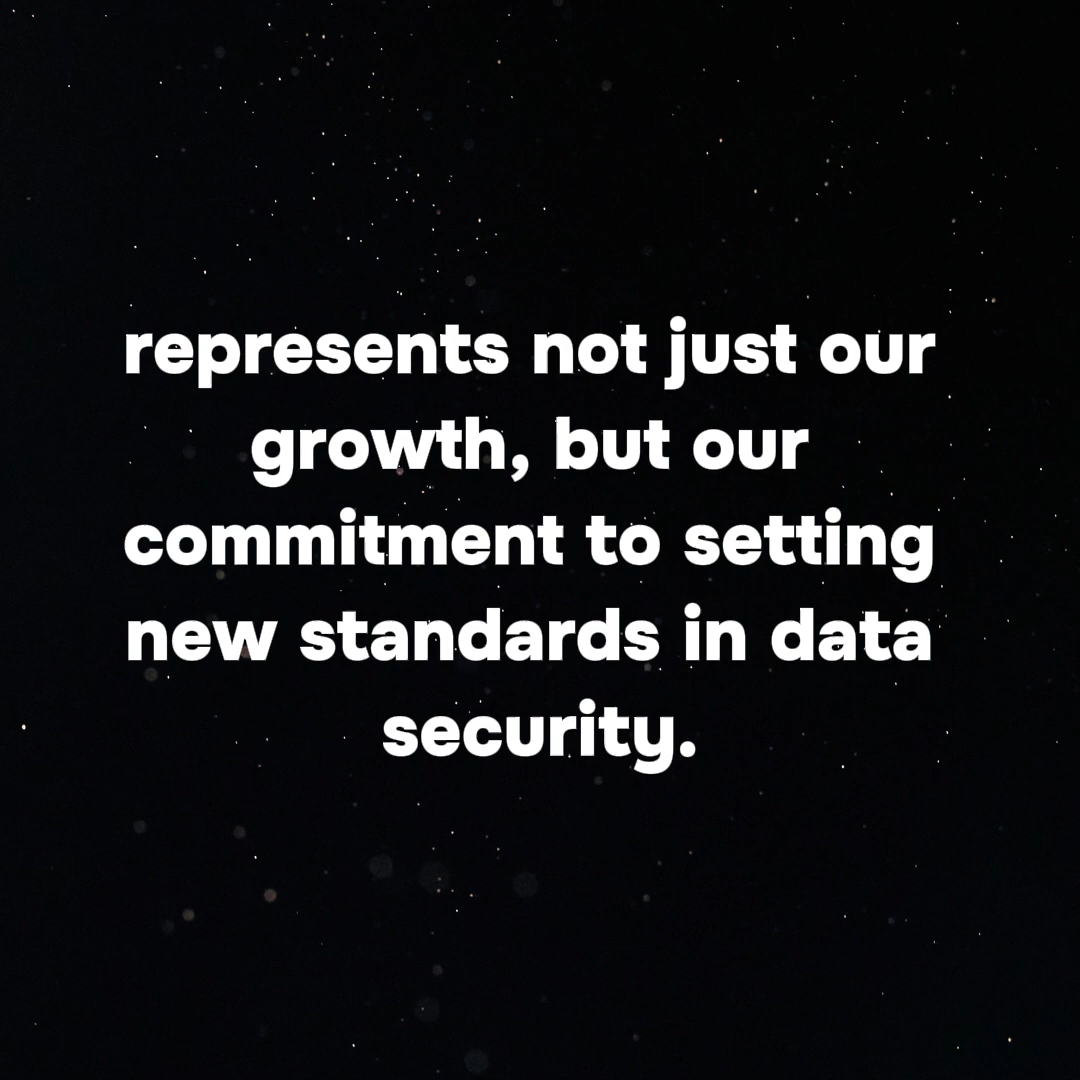 represents not just our
growth, but our
commitment to setting
new standards in data
security.